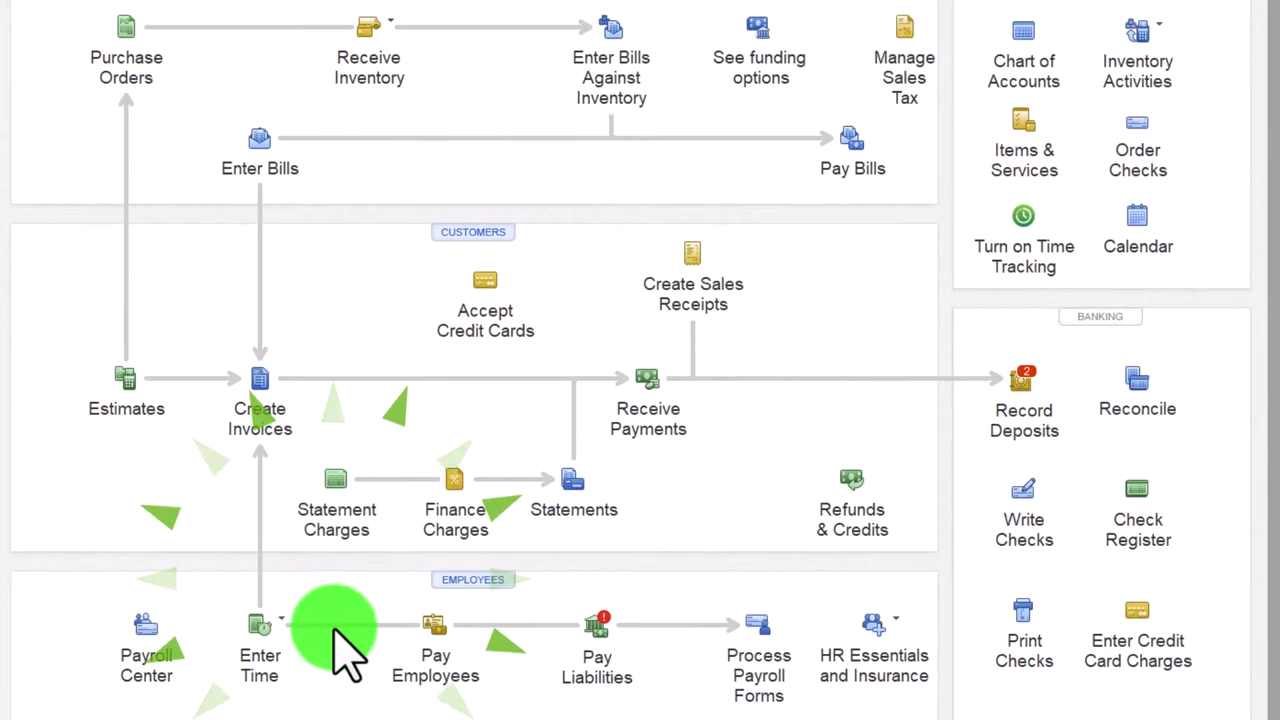 Purchase
Orders
Receive
Inventory
Enter Bills
Against
Inventory
See funding
options
Manage
Sales
Tax
Enter Bills
Pay Bills
CUSTOMERS
Accept
Credit Cards
Create Sales
Receipts
Estimates
Create
Invoices
Receive
Payments
Statement
Charges
%
Finance
Charges
Statements
Refunds
& Credits
EMPLOYEES
Payroll
Center
Enter
Time
Pay
Employees
!
Pay
Liabilities
Process
Payroll
Forms
HR Essentials
and Insurance
Chart of
Accounts
Inventory
Activities
Items &
Services
Order
Checks
Turn on Time
Tracking
Calendar
BANKING
2
Record
Deposits
Reconcile
Write
Checks
Check
Register
Print
Checks
Enter Credit
Card Charges